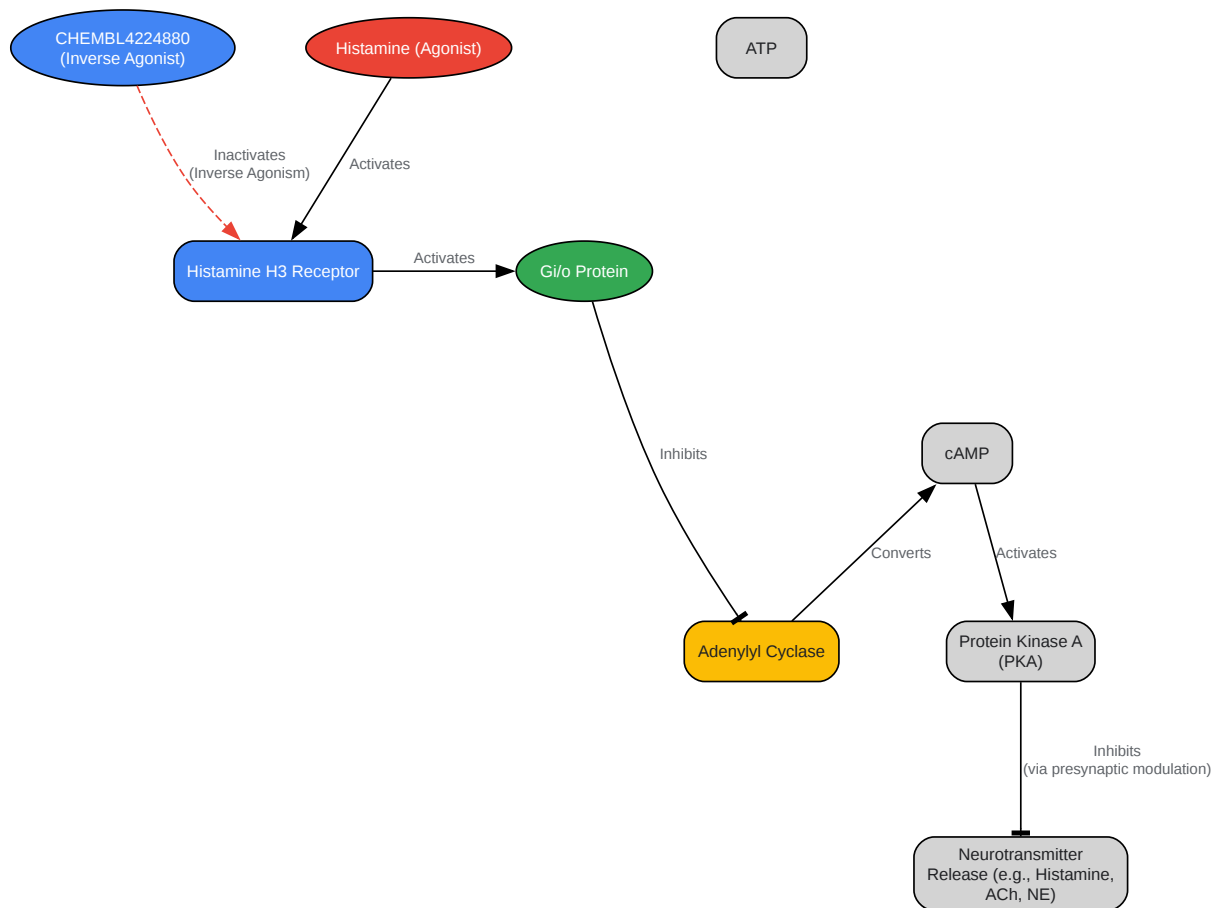 CHEMBL4224880
(Inverse Agonist)
Histamine (Agonist)
ATP
Inactivates
(Inverse Agonism)
Activates
Histamine H3 Receptor
Activates
Gi/o Protein
Inhibits
cAMP
Converts
Activates
Adenylyl Cyclase
Protein Kinase A
(PKA)
Inhibits
(via presynaptic modulation)
Neurotransmitter
Release (e.g., Histamine,
ACh, NE)